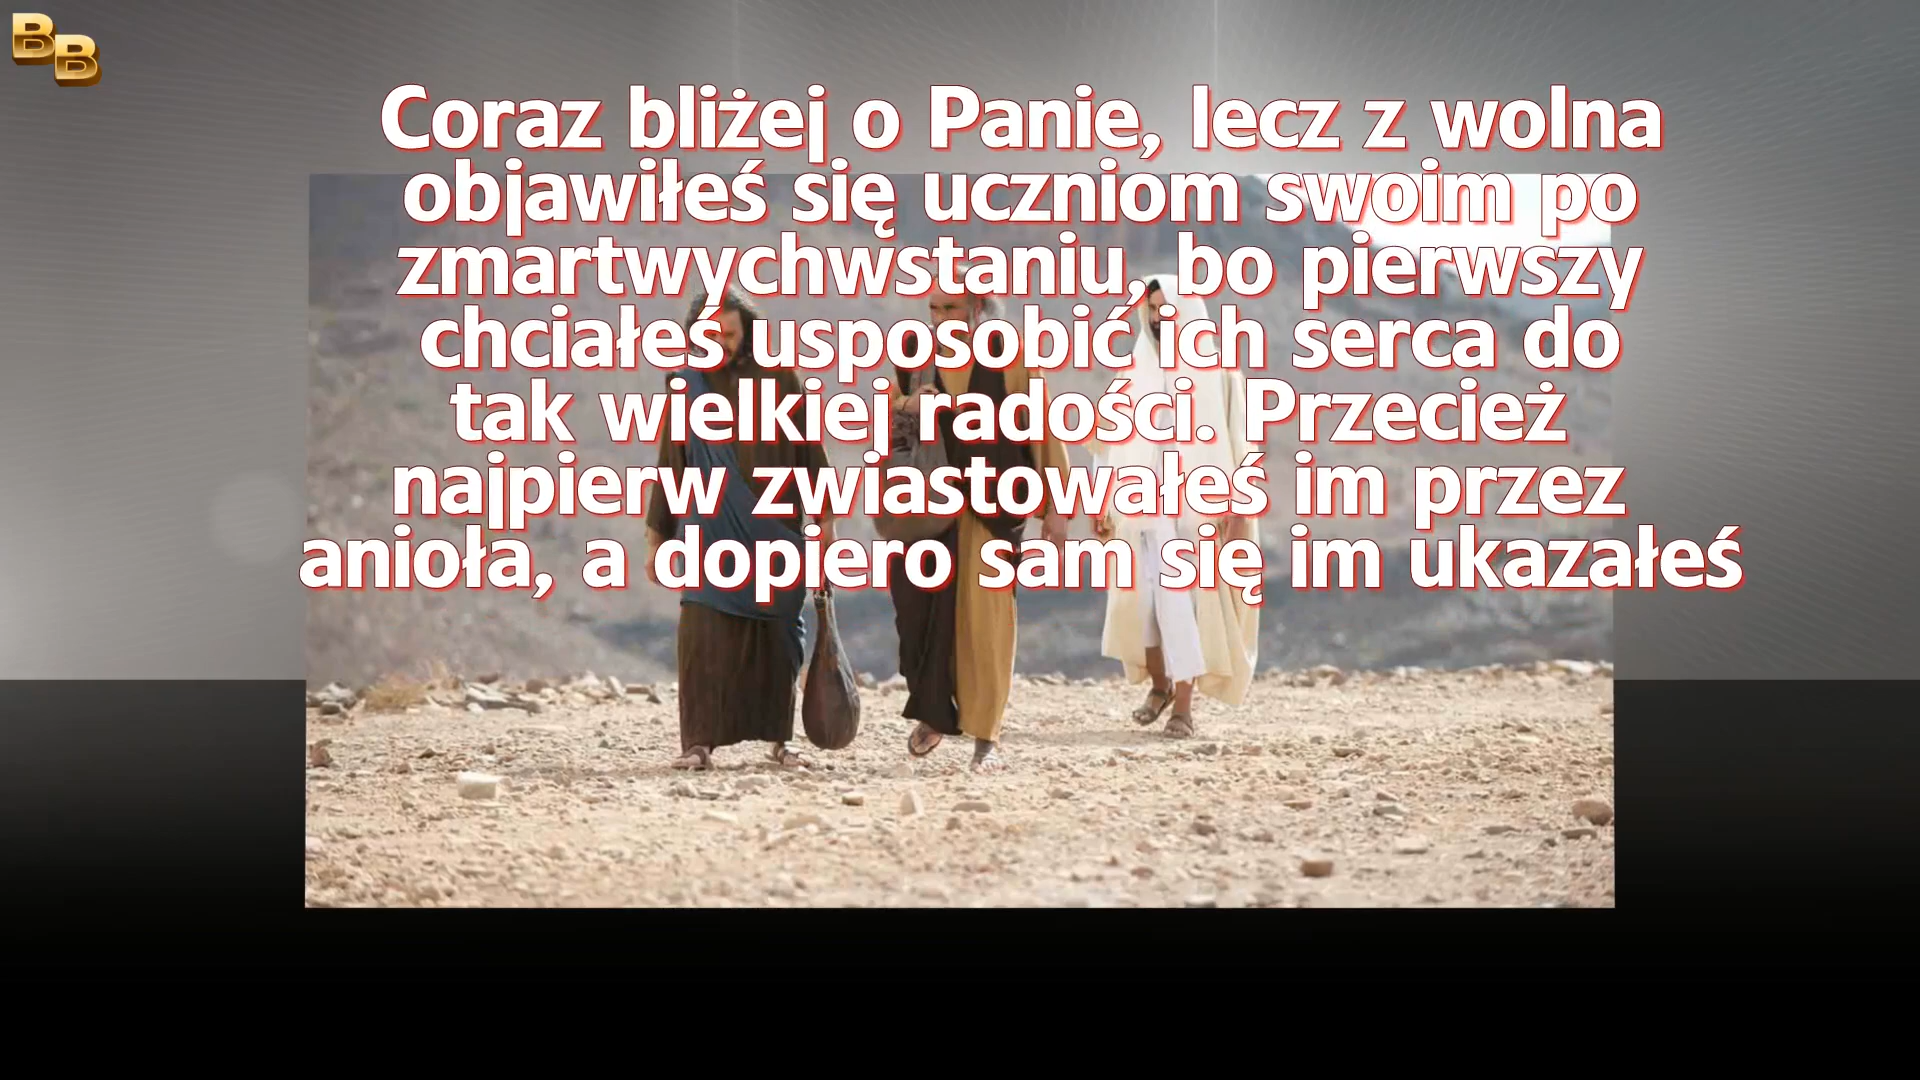 BB
Coraz bliżej o Panie, lecz z wolna
objawiłeś się uczniom swoim po
zmartwychwstaniu, bo pierwszy
chciałeś usposobić ich serca do
tak wielkiej radości. Przecież
najpierw zwiastowałeś im przez
anioła, a dopiero sam się im ukazałeś